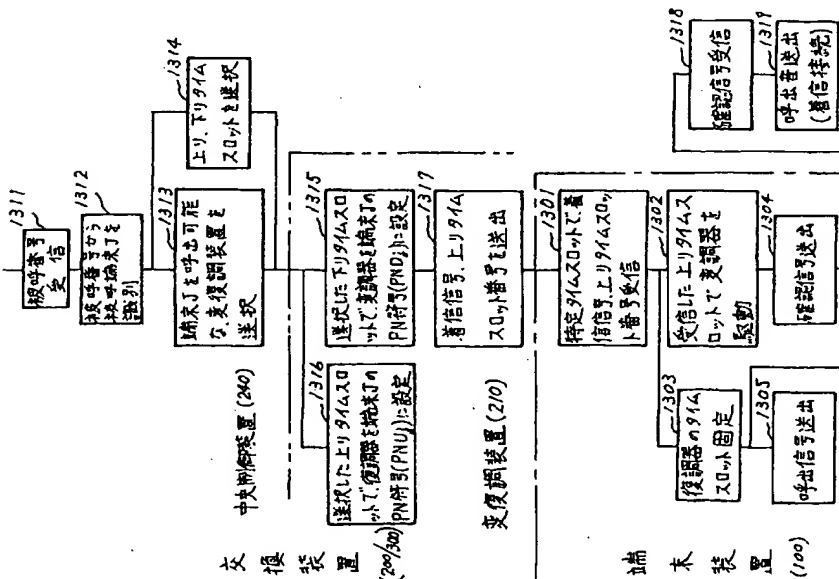 1311
被呼番号
受信
1312
被呼番号から
被呼端末Jを
識別
1313
端末Jを呼出可能
な、変復調装置を
選択
1314
上り、下りタイム
スロットを選択
中央制御装置(240)
1315
選択した下りタイムスロ
ットで、変調器を端末Jの
PN符号(PNDj)に設定
1316
選択した上りタイムスロ
ットで、復調器を端末Jの
PN符号(PNUj)に設定
1317
着信信号、上りタイム
スロット番号を送出
変復調装置(210)
交換装置
(200/300)
1301
特定タイムスロットで、着
信信号、上りタイムスロッ
ト番号受信
1302
受信した上りタイムス
ロットで変調器を
駆動
1303
復調器のタイム
スロット固定
1304
確認信号送出
1305
呼出信号送出
端末装置
(100)
1318
確認信号受信
1319
呼出音送出
(着信接続)